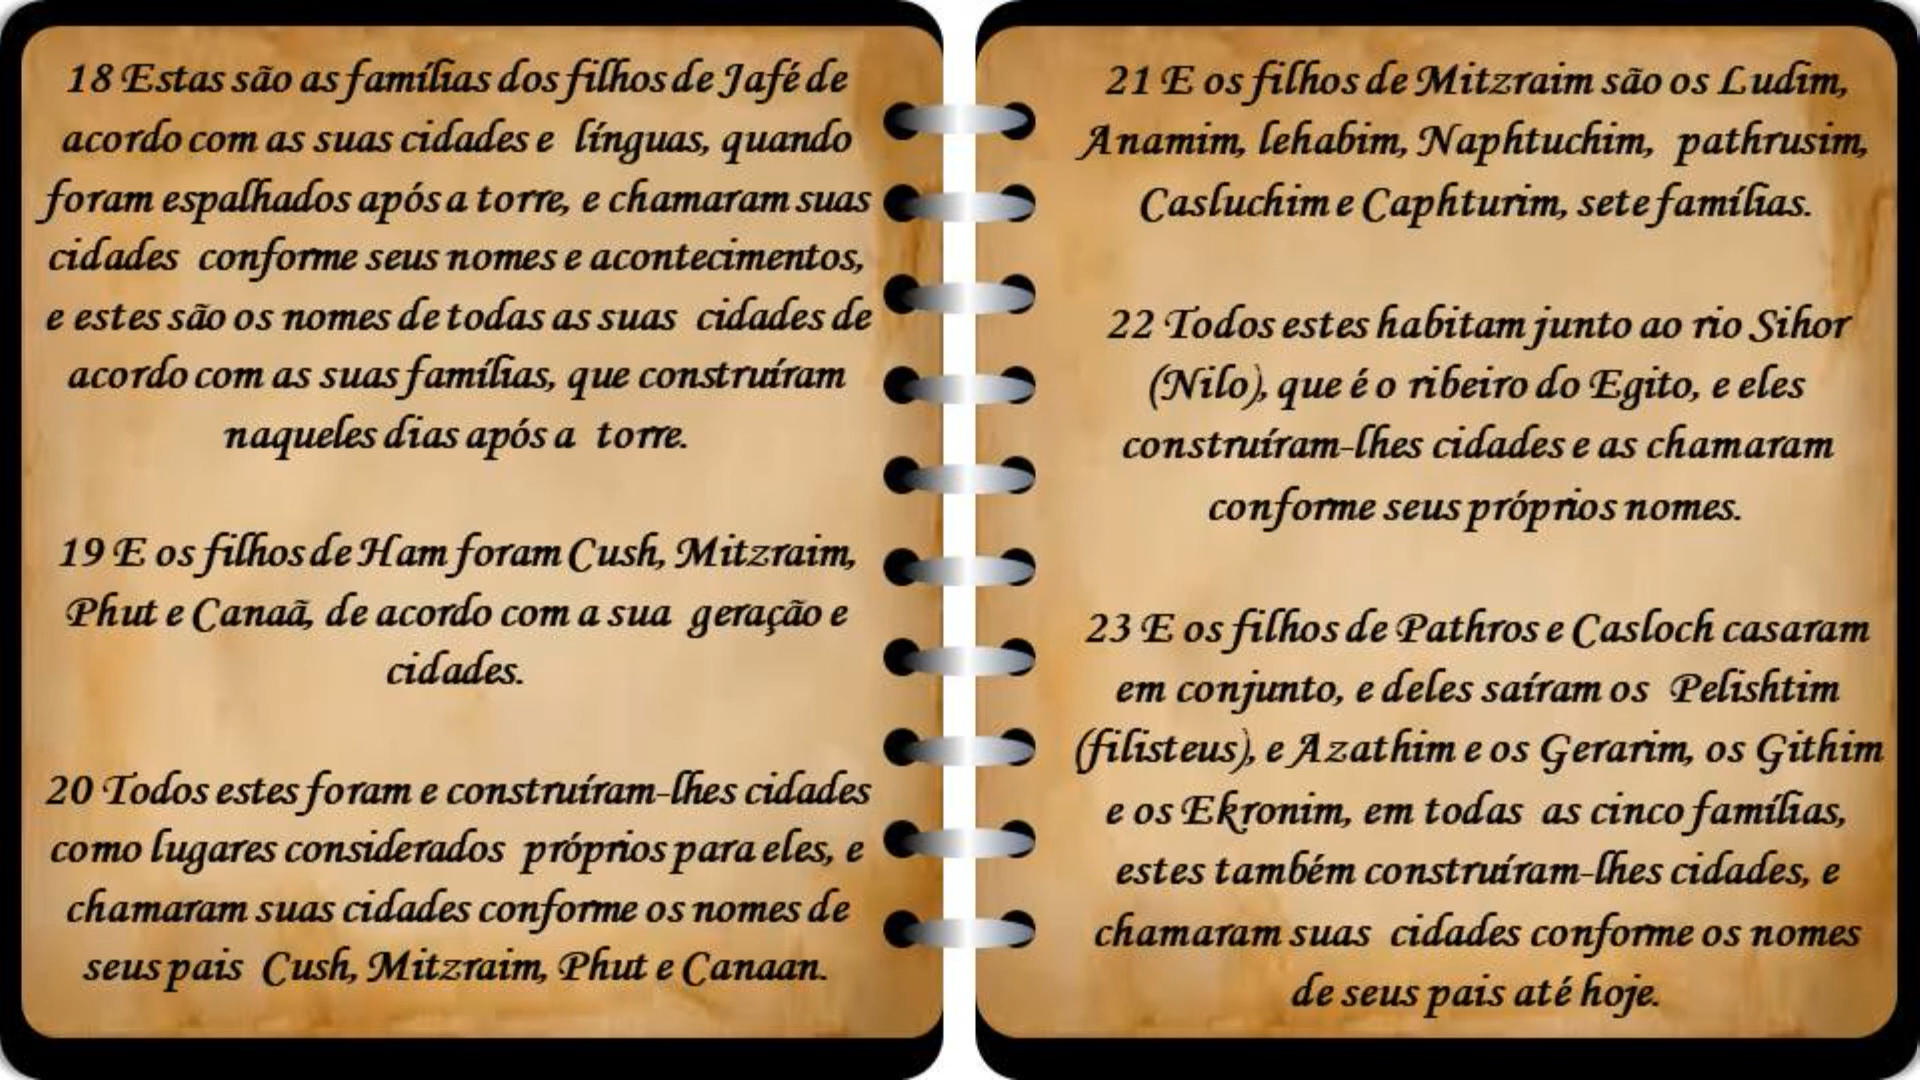 18 Estas são as famílias dos filhos de Jafé de
acordo com as suas cidades e línguas, quando
foram espalhados após a torre, e chamaram suas
cidades conforme seus nomes e acontecimentos,
e estes são os nomes de todas as suas cidades de
acordo com as suas famílias, que construíram
naqueles dias após a torre.
19 E os filhos de Ham foram Cush, Mitzraim,
Phut e Canaã, de acordo com a sua geração e
cidades.
20 Todos estes foram e construíram-lhes cidades
como lugares considerados próprios para eles, e
chamaram suas cidades conforme os nomes de
seus pais Cush, Mitzraim, Phut e Canaan.
21 E os filhos de Mitzraim são os Ludim,
Anamim, lehabim, Naphtuchim, pathrusim,
Casluchim e Caphturim, sete famílias.
22 Todos estes habitam junto ao rio Sihor
(Nilo), que é o ribeiro do Egito, e eles
construíram-lhes cidades e as chamaram
conforme seus próprios nomes.
23 E os filhos de Pathros e Casloch casaram
em conjunto, e deles saíram os Pelishtim
(filisteus), e Azathim e os Gerarim, os Githim
e os Ekronim, em todas as cinco famílias,
estes também construíram-lhes cidades, e
chamaram suas cidades conforme os nomes
de seus pais até hoje.